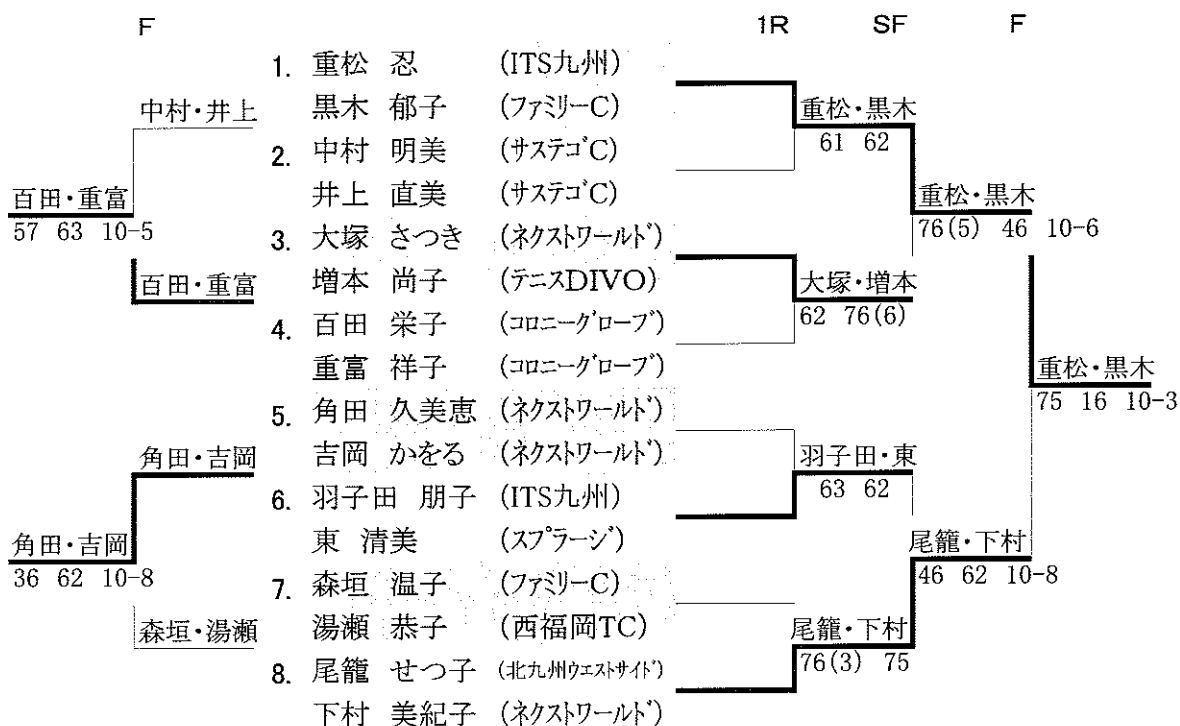 F 1R SF F
1. 重松 忍 (ITS九州)
中村・井上 黒木 郁子 (ファミリーC) 重松・黒木
2. 中村 明美 (サステゴC) 61 62
百田・重富 井上 直美 (サステゴC) 重松・黒木
57 63 10-5 3. 大塚 さつき (ネクストワールド) 76(5) 46 10-6
百田・重富 増本 尚子 (テニスDIVO) 大塚・増本
4. 百田 栄子 (コロニーグローブ) 62 76(6)
重富 祥子 (コロニーグローブ) 重松・黒木
5. 角田 久美恵 (ネクストワールド) 75 16 10-3
角田・吉岡 吉岡 かをる (ネクストワールド) 羽子田・東
6. 羽子田 朋子 (ITS九州) 63 62
角田・吉岡 東 清美 (スプラージ) 尾籠・下村
36 62 10-8 7. 森垣 温子 (ファミリーC) 46 62 10-8
森垣・湯瀬 湯瀬 恭子 (西福岡TC) 尾籠・下村
8. 尾籠 せつ子 (北九州ウエストサイド) 76(3) 75
下村 美紀子 (ネクストワールド)